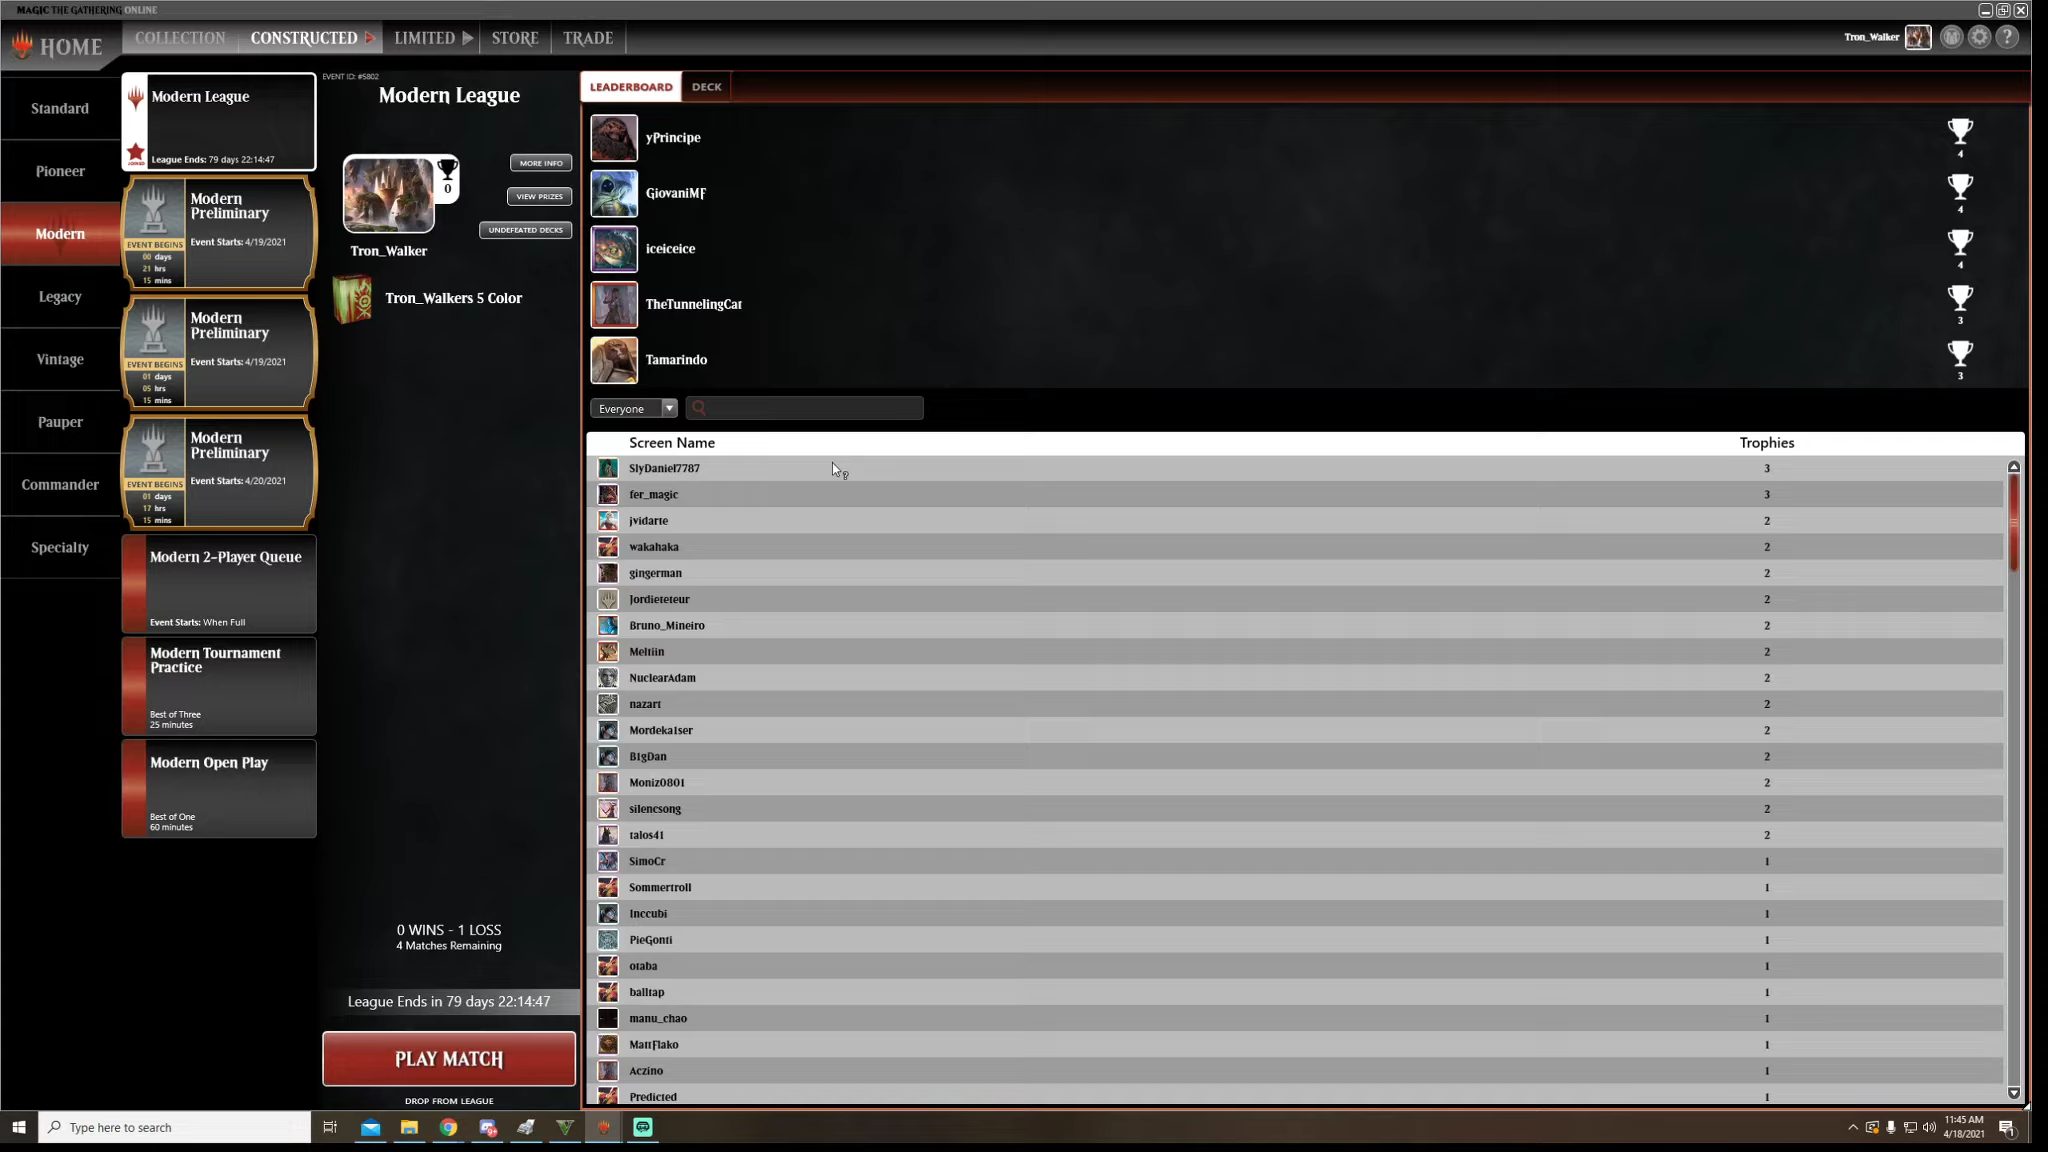 MAGIC THE GATHERING ONLINE
HOME
COLLECTION
CONSTRUCTED
LIMITED
STORE
TRADE
Tron_Walker
Standard
Pioneer
Modern
Legacy
Vintage
Pauper
Commander
Specialty
Modern League
JOINED
League Ends: 79 days 22:14:47
Modern
Preliminary
Event Starts: 4/19/2021
EVENT BEGINS
00 days
21 hrs
15 mins
Modern
Preliminary
Event Starts: 4/19/2021
EVENT BEGINS
01 days
05 hrs
15 mins
Modern
Preliminary
Event Starts: 4/20/2021
EVENT BEGINS
01 days
17 hrs
15 mins
Modern 2-Player Queue
Event Starts: When Full
Modern Tournament
Practice
Best of Three
25 minutes
Modern Open Play
Best of One
60 minutes
EVENT ID: #5802
Modern League
0
MORE INFO
VIEW PRIZES
UNDEFEATED DECKS
Tron_Walker
Tron_Walkers 5 Color
0 WINS - 1 LOSS
4 Matches Remaining
League Ends in 79 days 22:14:47
PLAY MATCH
DROP FROM LEAGUE
LEADERBOARD
DECK
yPrincipe
4
GiovaniMF
4
iceiceice
4
TheTunnelingCat
3
Tamarindo
3
Everyone
Screen Name Trophies
SlyDaniel7787 3
fer_magic 3
jvidarte 2
wakahaka 2
gingerman 2
Jordieteteur 2
Bruno_Mineiro 2
Meltiin 2
NuclearAdam 2
nazart 2
Mordeka1ser 2
B1gDan 2
Moniz0801 2
silencsong 2
talos41 2
SimoCr 1
Sommertroll 1
Inccubi 1
PieGonti 1
otaba 1
balltap 1
manu_chao 1
MattFlako 1
Aczino 1
Predicted 1
Type here to search
11:45 AM
4/18/2021